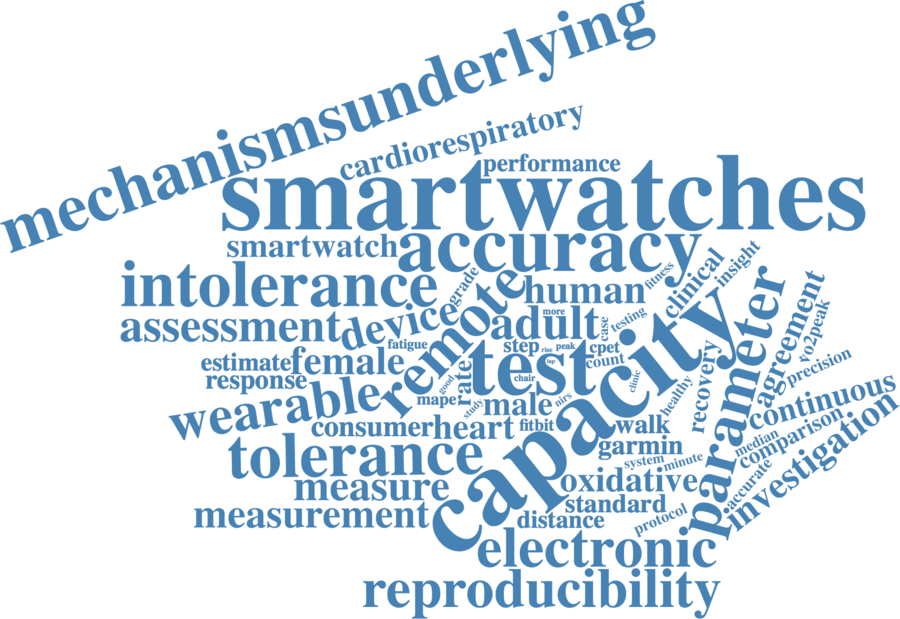 mechanismsunderlying
cardiorespiratory
performance
smartwatches
smartwatch
accuracy
intolerance
grade
remote
human
fitness
clinical
insight
assessment
device
fatigue
adult
more
case
testing
capacity
parameter
agreement
vo2peak
estimate
female
step
rise
peak
cpet
count
test
response
good
rate
chair
lap
clinic
healthy
recovery
precision
wearable
mape
study
male
nirs
continuous
consumer
heart
fitbit
walk
garmin
median
comparison
investigation
tolerance
system
minute
accurate
measure
oxidative
standard
measurement
distance
protocol
electronic
reproducibility